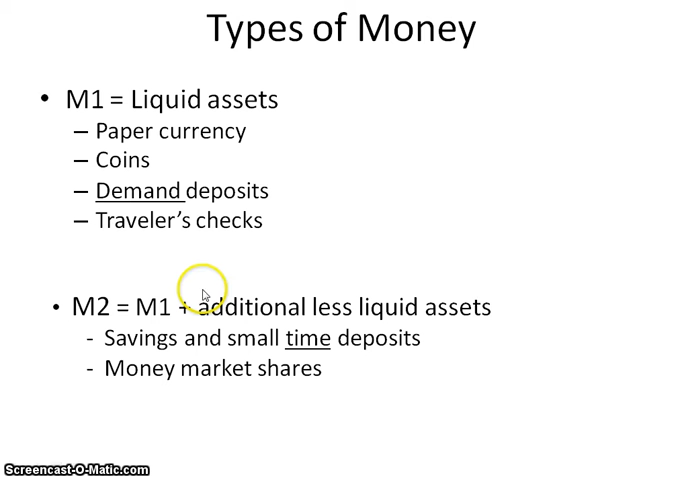 Types of Money
• M1 = Liquid assets
– Paper currency
– Coins
– Demand deposits
– Traveler’s checks
• M2 = M1 + additional less liquid assets
- Savings and small time deposits
- Money market shares
Screencast-O-Matic.com